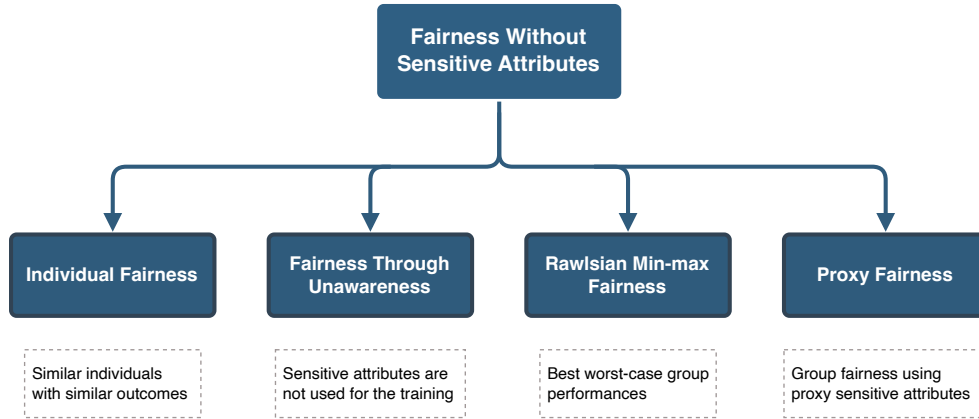 Fairness Without
Sensitive Attributes
Individual Fairness
Fairness Through
Unawareness
Rawlsian Min-max
Fairness
Proxy Fairness
Similar individuals
with similar outcomes
Sensitive attributes are
not used for the training
Best worst-case group
performances
Group fairness using
proxy sensitive attributes